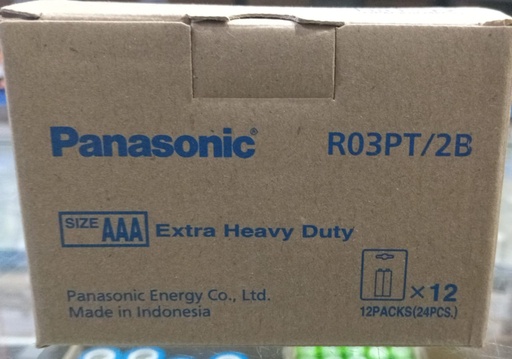 Panasonic® R03PT/2B
SIZE AAA Extra Heavy Duty
Panasonic Energy Co., Ltd.
Made in Indonesia
×12
12PACKS(24PCS.)